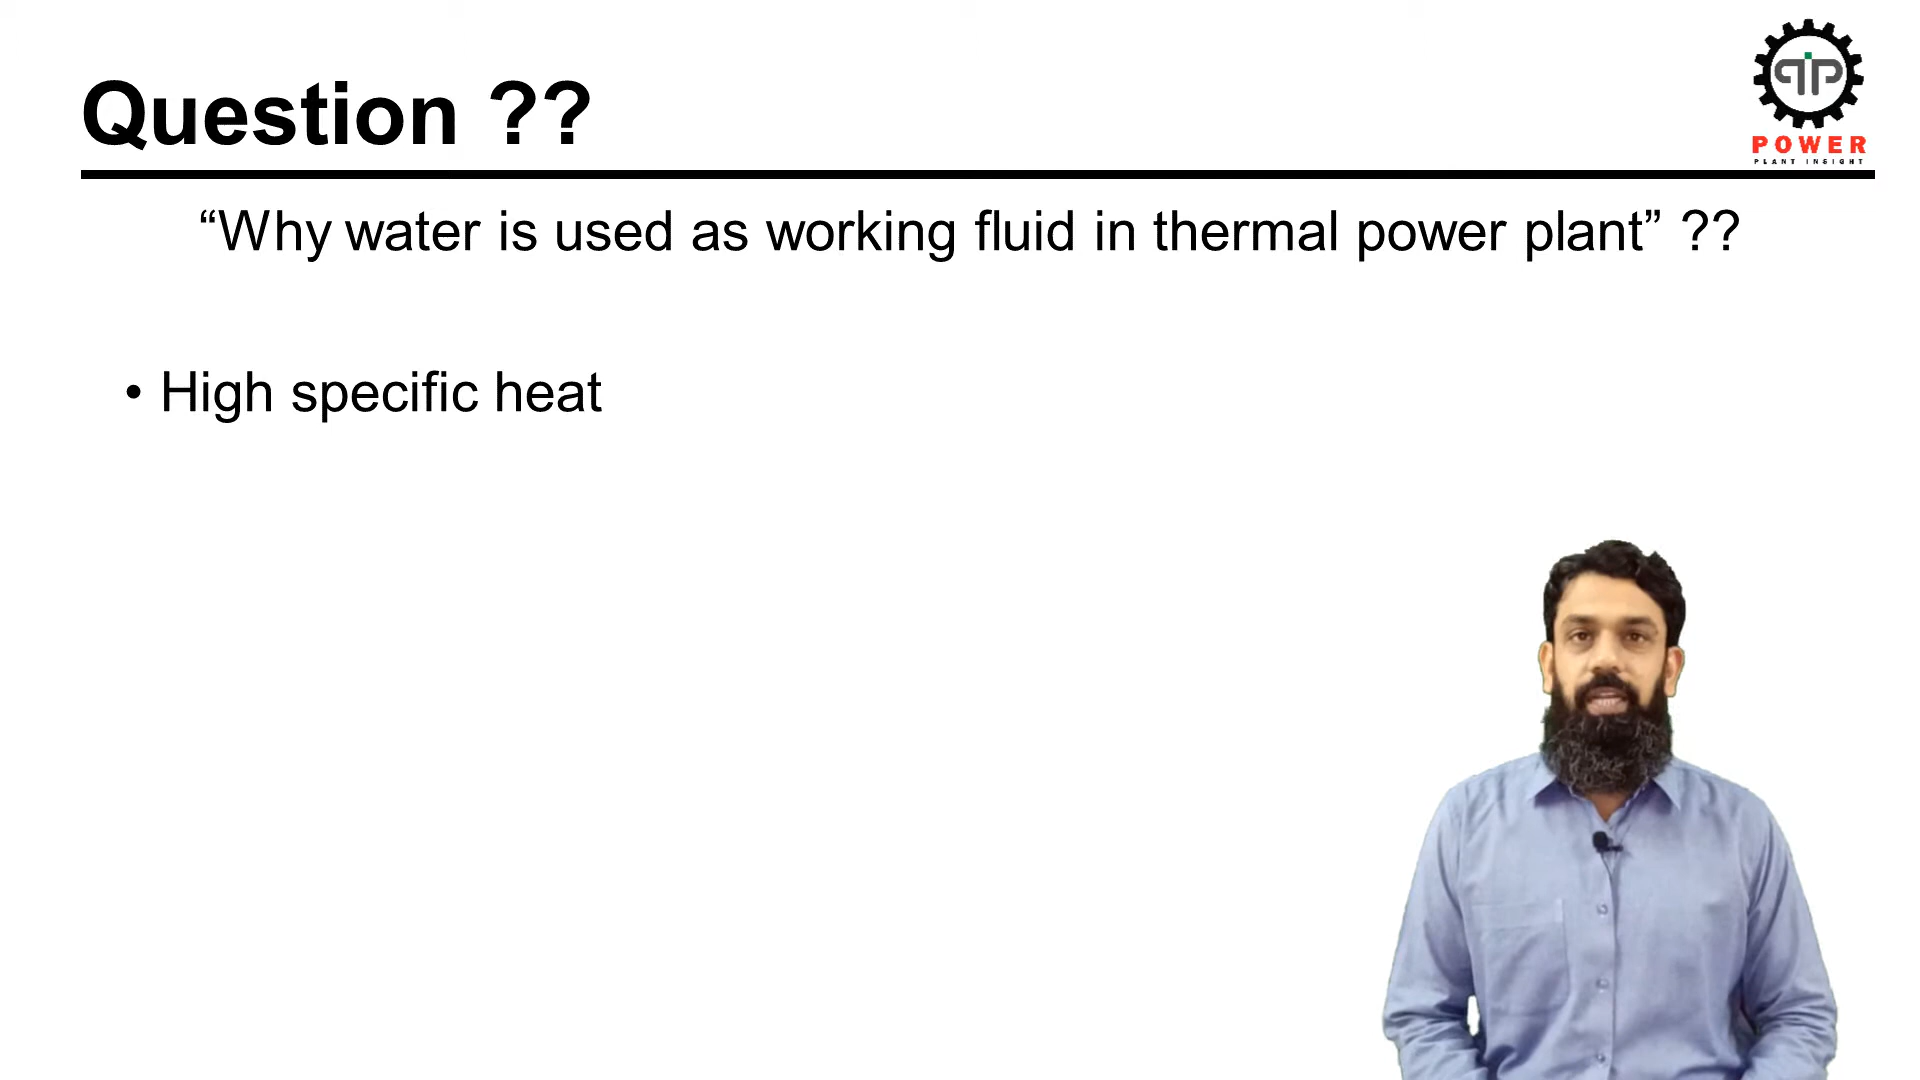 Question ??
POWER
PLANT INSIGHT
“Why water is used as working fluid in thermal power plant” ??
• High specific heat